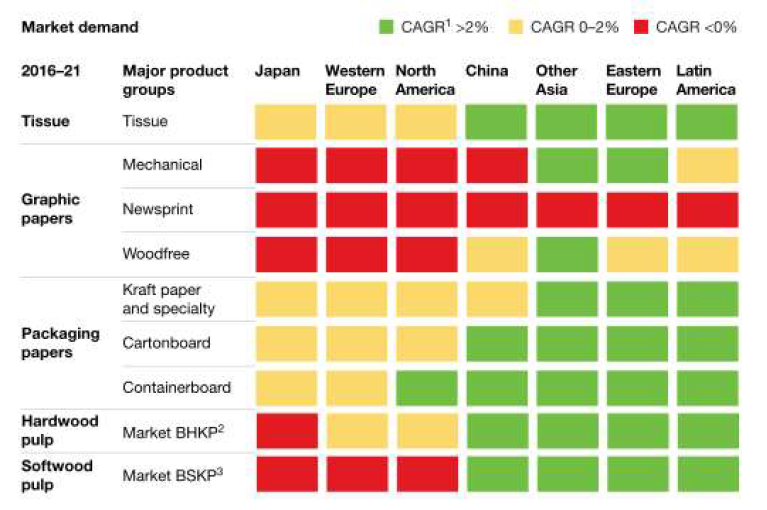 Market demand
CAGR¹ >2%
CAGR 0–2%
CAGR <0%
2016–21
Major product
groups
Japan
Western
Europe
North
America
China
Other
Asia
Eastern
Europe
Latin
America
Tissue
Tissue
Graphic
papers
Mechanical
Newsprint
Woodfree
Packaging
papers
Kraft paper
and specialty
Cartonboard
Containerboard
Hardwood
pulp
Market BHKP²
Softwood
pulp
Market BSKP³